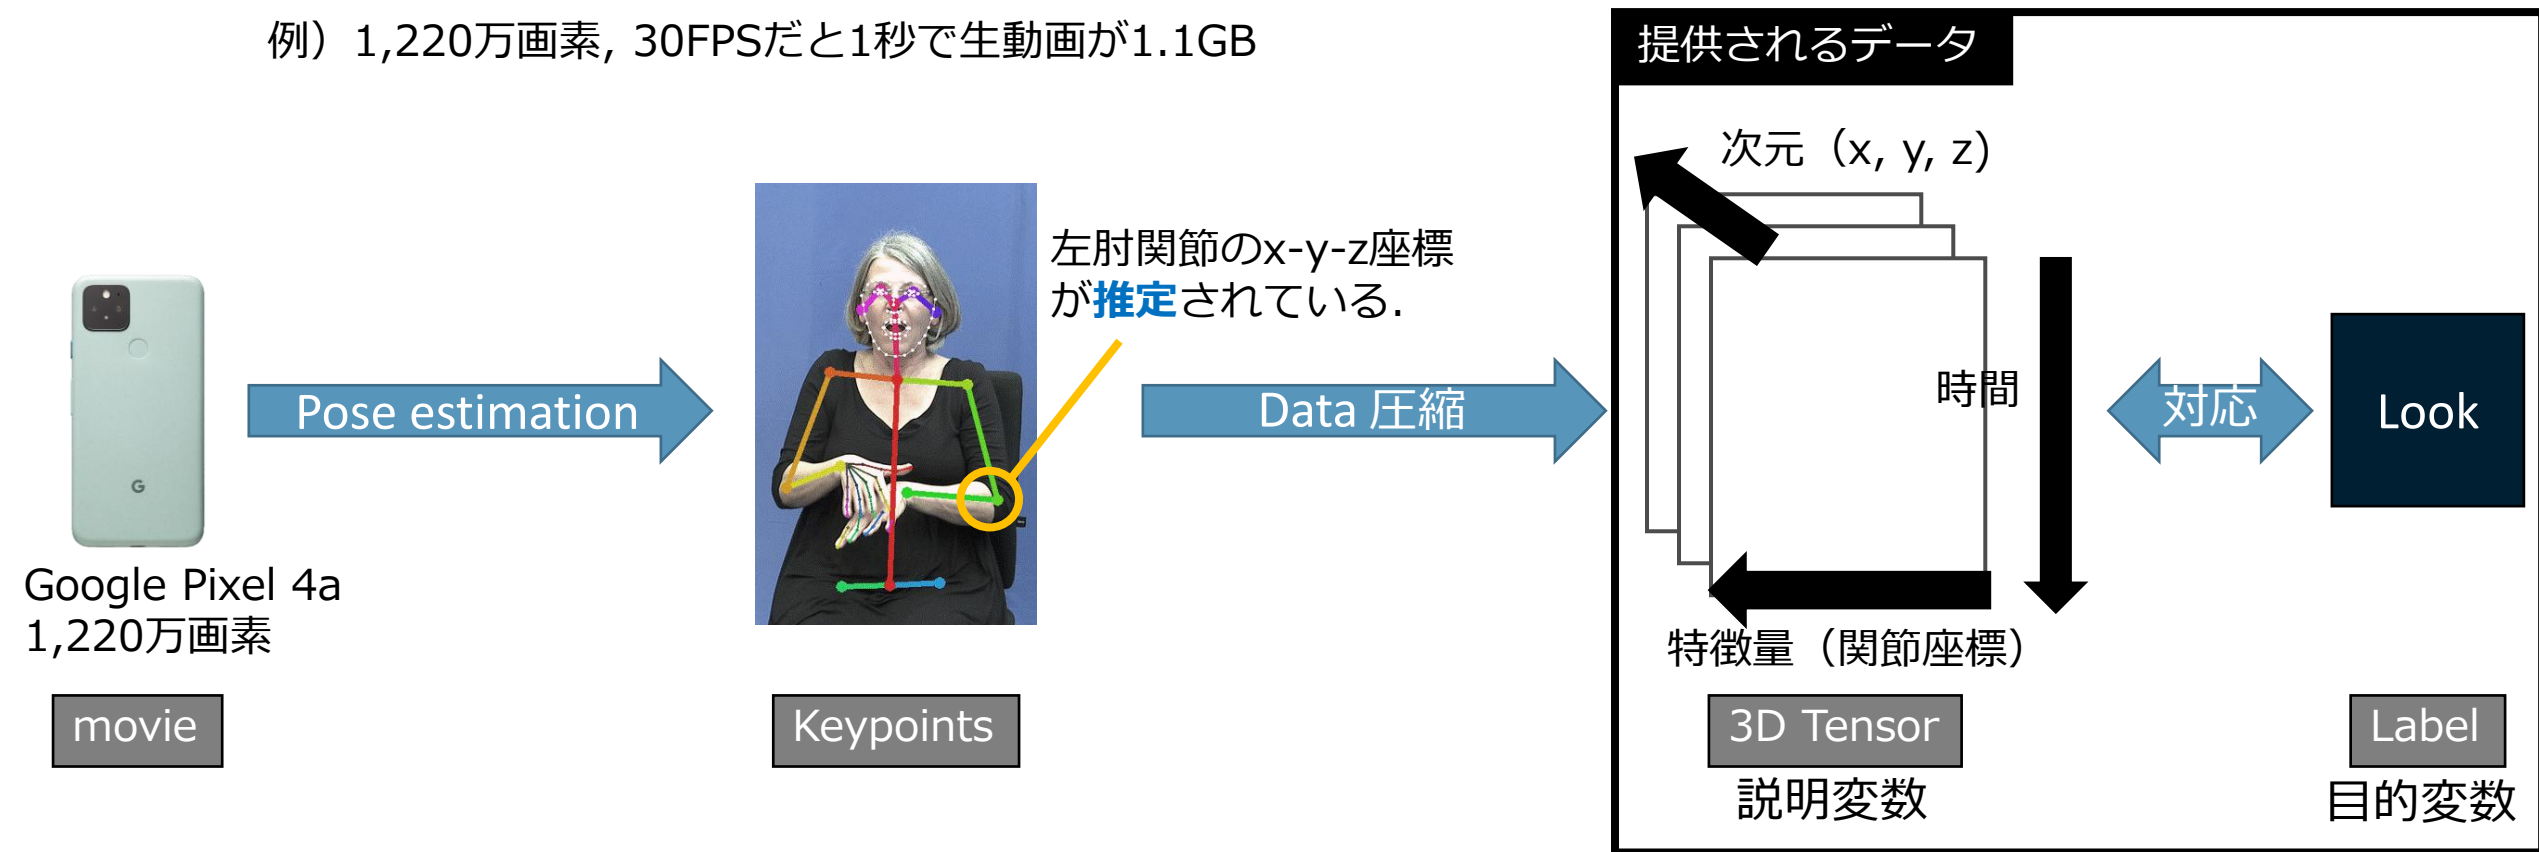 例）1,220万画素, 30FPSだと1秒で生動画が1.1GB
提供されるデータ
次元（x, y, z)
左肘関節のx-y-z座標
が推定されている.
Pose estimation
Data 圧縮
時間
対応
Look
G
Google Pixel 4a
1,220万画素
特徴量（関節座標）
movie
Keypoints
3D Tensor
Label
説明変数
目的変数